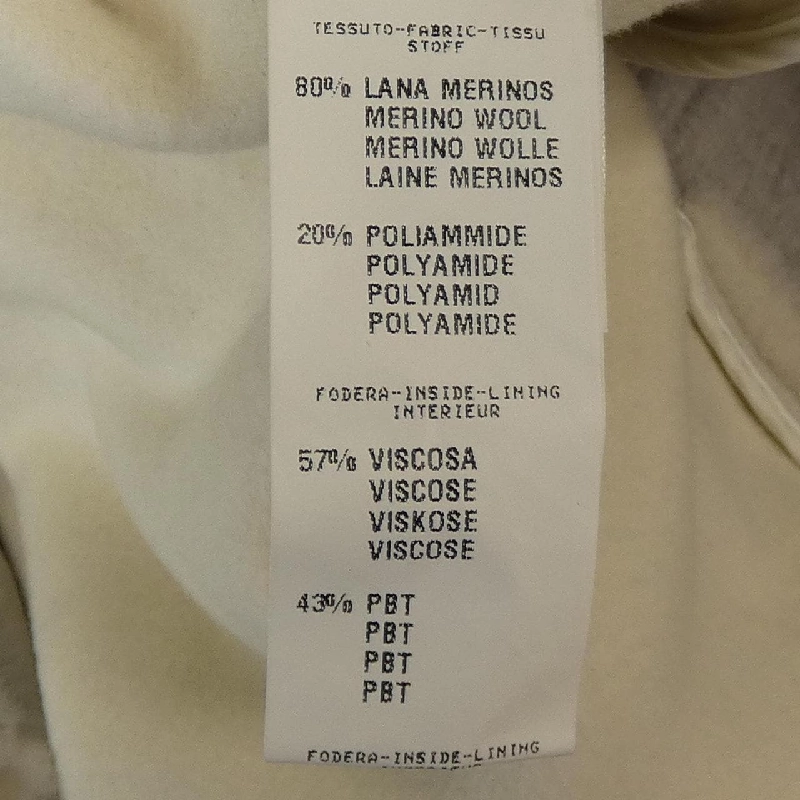 TESSUTO-FABRIC-TISSU
STOFF
80% LANA MERINOS
MERINO WOOL
MERINO WOLLE
LAINE MERINOS
20% POLIAMMIDE
POLYAMIDE
POLYAMID
POLYAMIDE
FODERA-INSIDE-LINING
INTERIEUR
57% VISCOSA
VISCOSE
VISKOSE
VISCOSE
43% PBT
PBT
PBT
PBT
FODERA-INSIDE-LINING